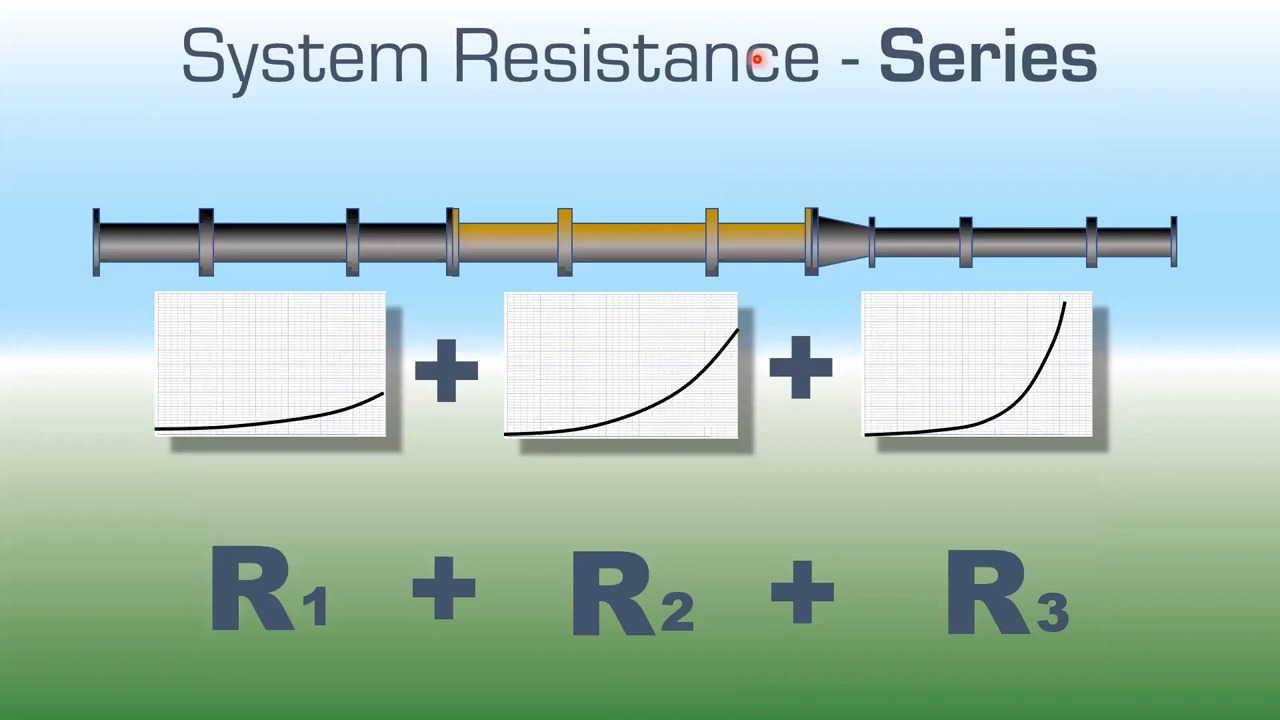 System Resistance - Series
+ +
R1 + R2 + R3